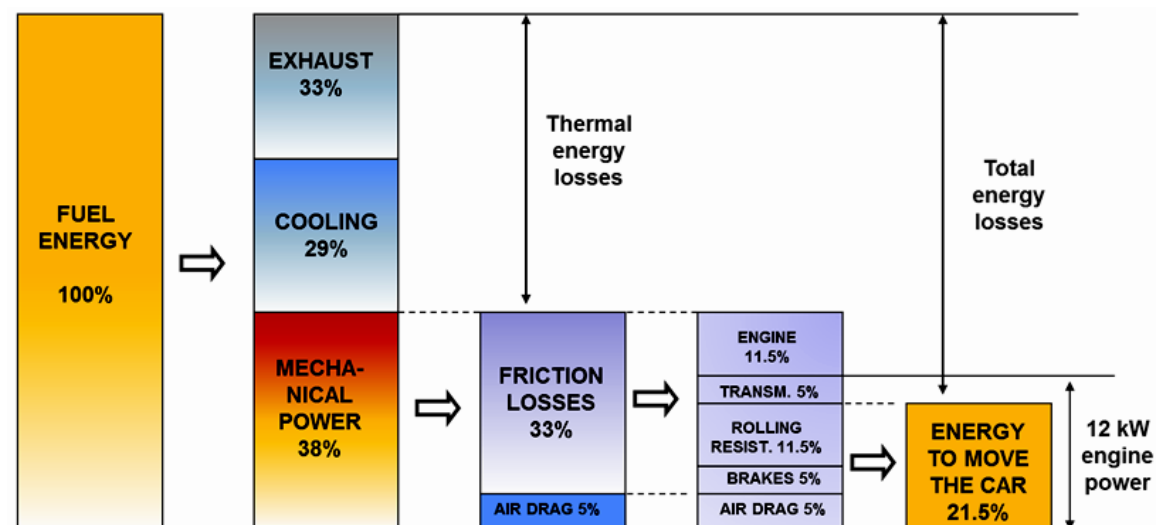 FUEL
ENERGY
100%
EXHAUST
33%
COOLING
29%
MECHA-
NICAL
POWER
38%
Thermal
energy
losses
FRICTION
LOSSES
33%
AIR DRAG 5%
ENGINE
11.5%
TRANSM. 5%
ROLLING
RESIST. 11.5%
BRAKES 5%
AIR DRAG 5%
Total
energy
losses
ENERGY
TO MOVE
THE CAR
21.5%
12 kW
engine
power